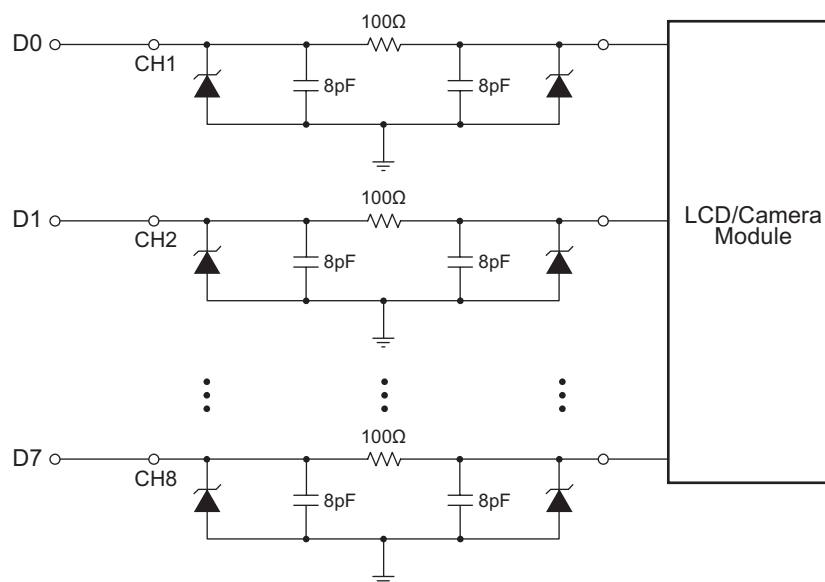 100Ω
D0
CH1
8pF
8pF
100Ω
D1
CH2
8pF
8pF
LCD/Camera
Module
100Ω
D7
CH8
8pF
8pF